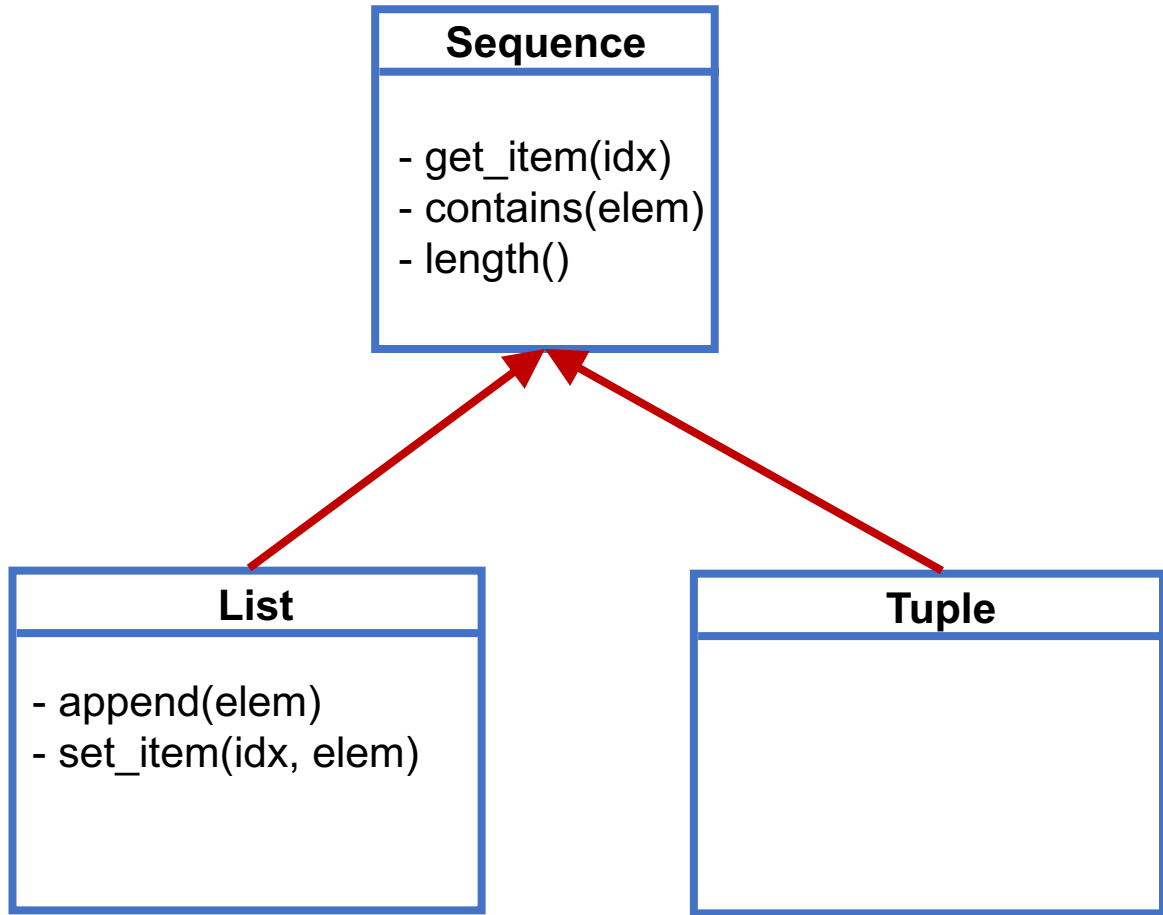 Sequence
- get_item(idx)
- contains(elem)
- length()
List
- append(elem)
- set_item(idx, elem)
Tuple